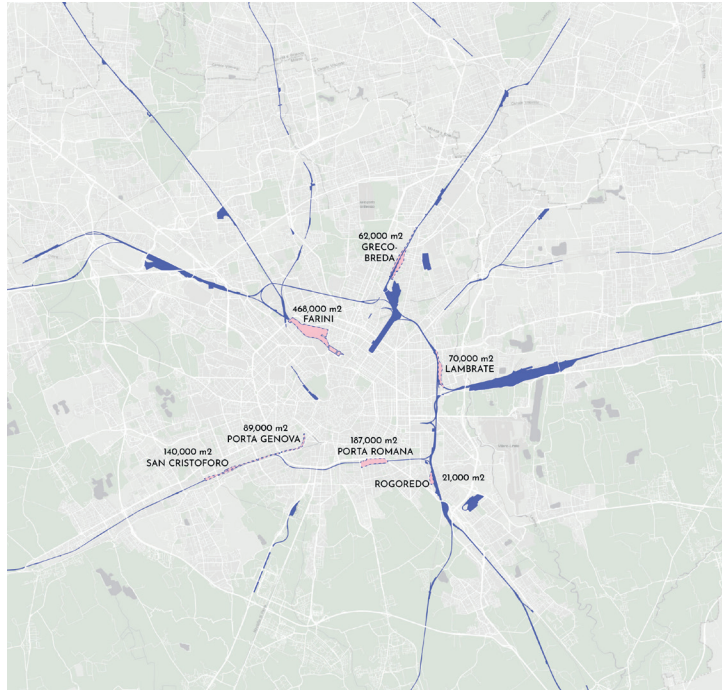 62,000 m2
GRECO-
BREDA
468,000 m2
FARINI
70,000 m2
LAMBRATE
89,000 m2
PORTA GENOVA
187,000 m2
PORTA ROMANA
140,000 m2
SAN CRISTOFORO
ROGOREDO
21,000 m2